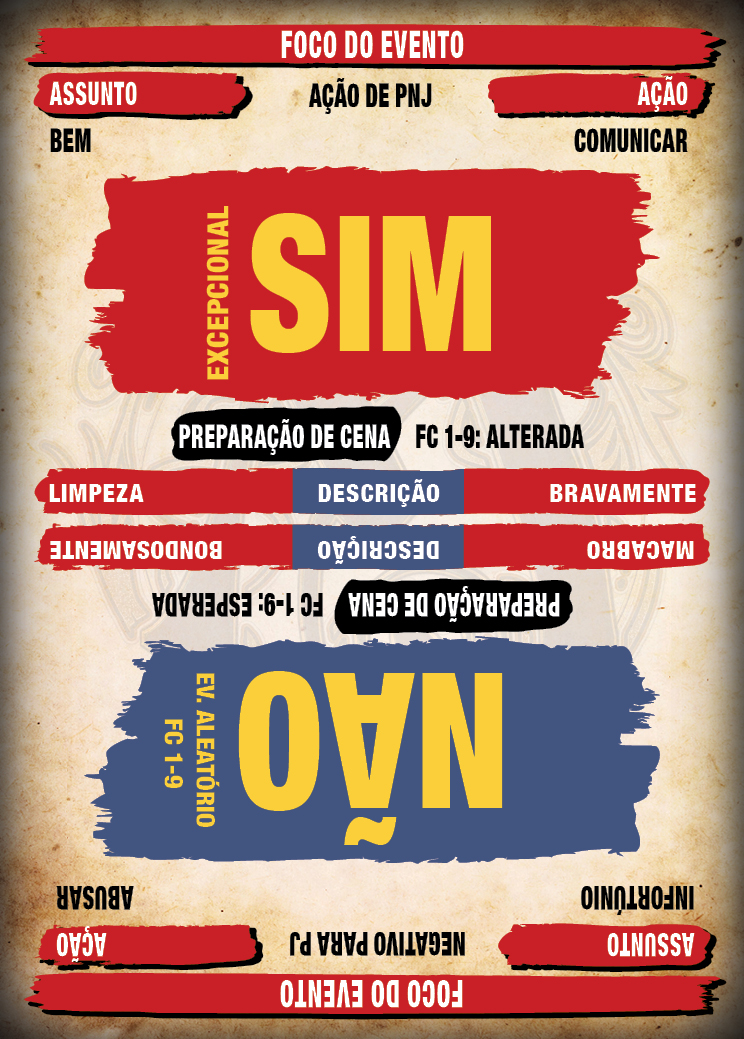 FOCO DO EVENTO
ASSUNTO AÇÃO DE PNJ AÇÃO
BEM COMUNICAR
EXCEPCIONAL
SIM
PREPARAÇÃO DE CENA FC 1-9: ALTERADA
LIMPEZA DESCRIÇÃO BRAVAMENTE
MACABRO DESCRIÇÃO BONDOSAMENTE
PREPARAÇÃO DE CENA FC 1-9: ESPERADA
NÃO
EV. ALEATÓRIO
FC 1-9
INFORTÚNIO ABUSAR
ASSUNTO NEGATIVO PARA PJ AÇÃO
FOCO DO EVENTO